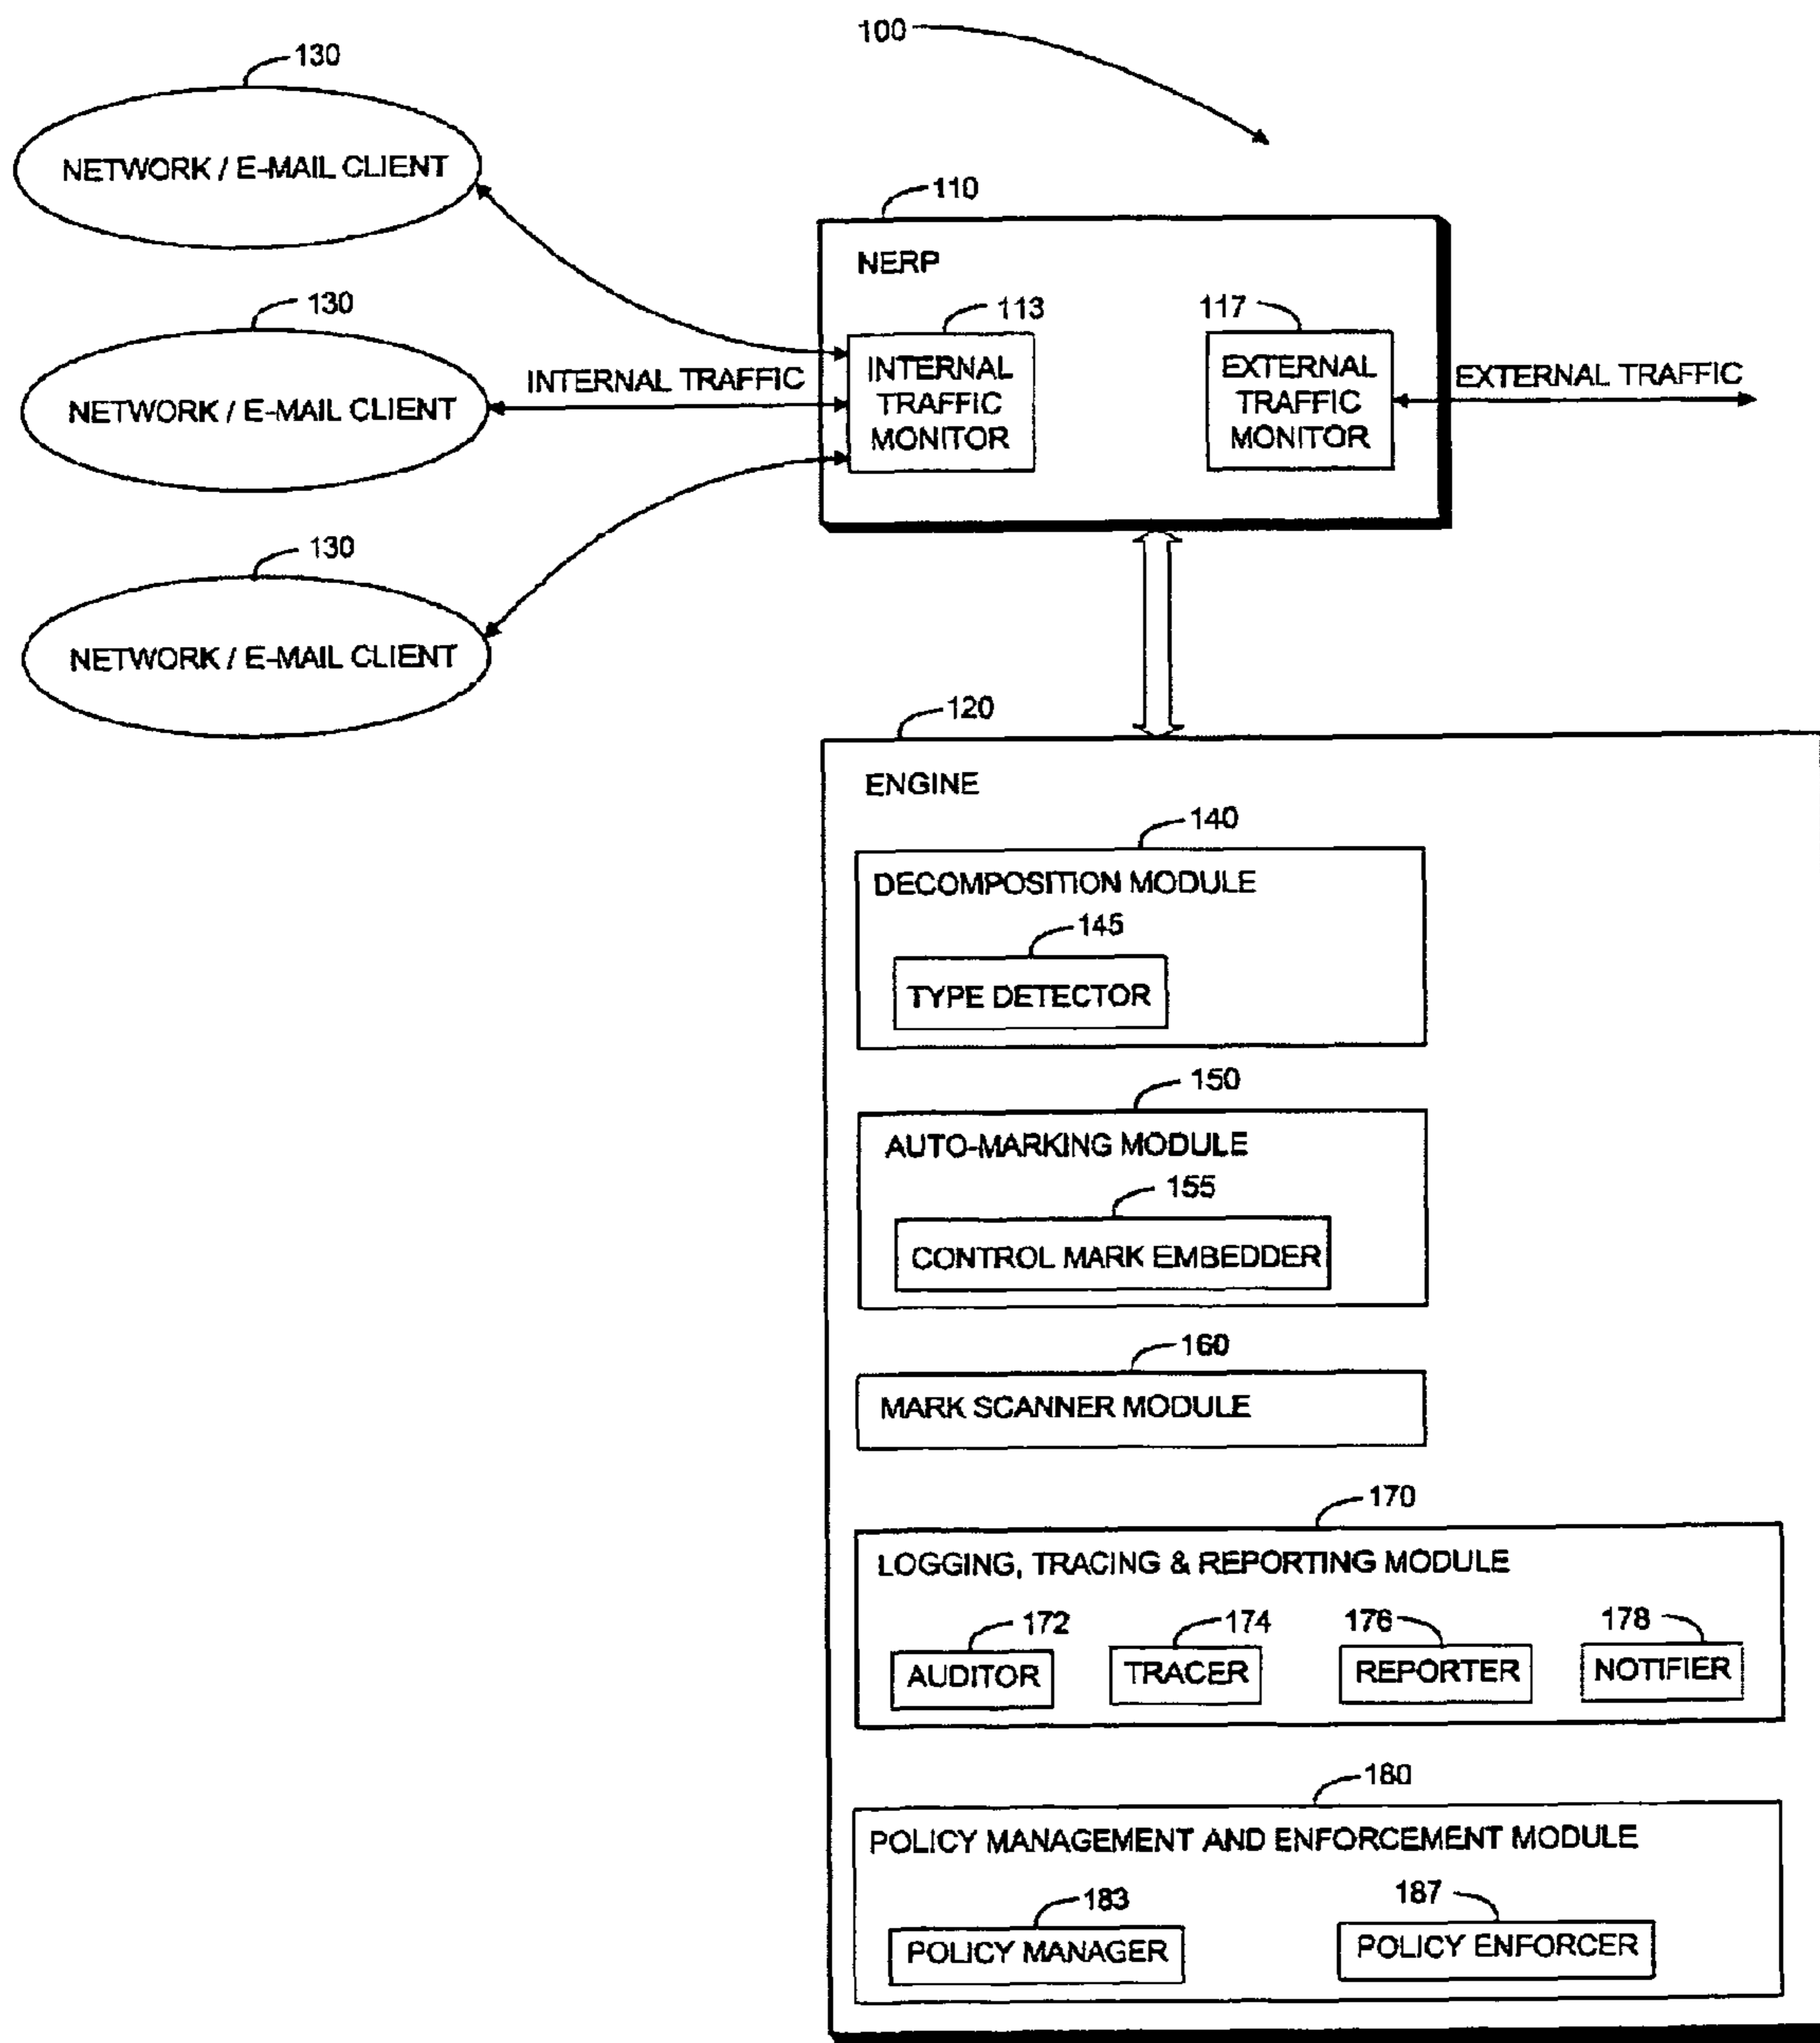 100
130
NETWORK / E-MAIL CLIENT
110
NERP
130
113
117
INTERNAL
TRAFFIC
MONITOR
EXTERNAL
TRAFFIC
MONITOR
INTERNAL TRAFFIC
EXTERNAL TRAFFIC
NETWORK / E-MAIL CLIENT
130
NETWORK / E-MAIL CLIENT
120
ENGINE
140
DECOMPOSITION MODULE
145
TYPE DETECTOR
150
AUTO-MARKING MODULE
155
CONTROL MARK EMBEDDER
160
MARK SCANNER MODULE
170
LOGGING, TRACING & REPORTING MODULE
172
174
176
178
AUDITOR
TRACER
REPORTER
NOTIFIER
180
POLICY MANAGEMENT AND ENFORCEMENT MODULE
183
187
POLICY MANAGER
POLICY ENFORCER